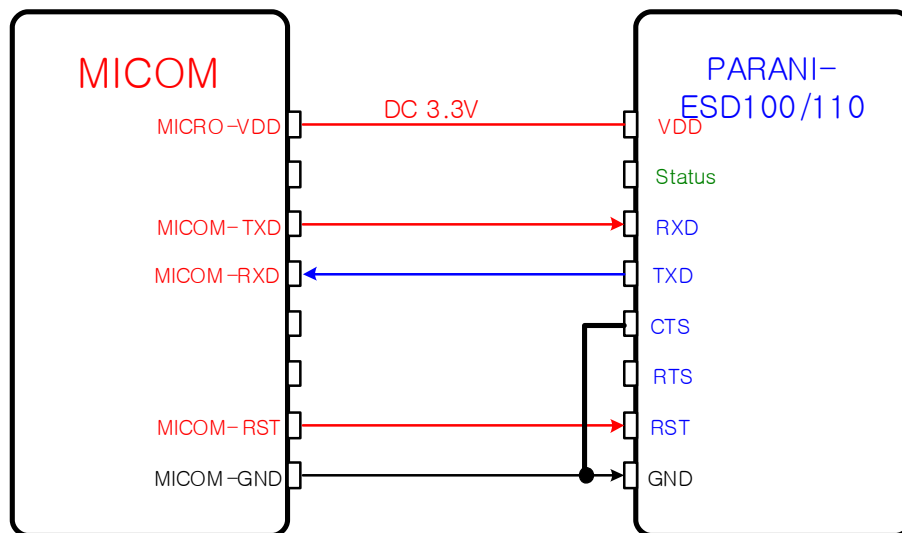 MICOM
PARANI-
ESD100/110
DC 3.3V
MICRO-VDD
VDD
Status
MICOM-TXD
RXD
MICOM-RXD
TXD
CTS
RTS
MICOM-RST
RST
MICOM-GND
GND